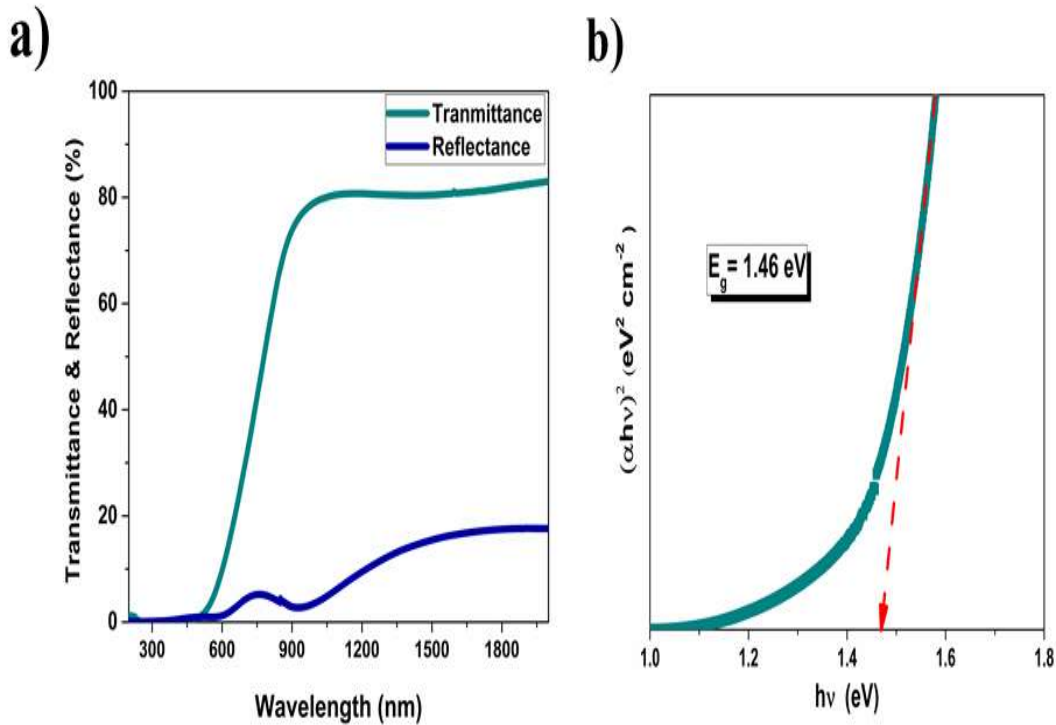 a)
Transmittance & Reflectance (%)
100
80
60
40
20
0
Tranmittance
Reflectance
300 600 900 1200 1500 1800
Wavelength (nm)
b)
(αhν)² (eV² cm⁻²)
E_g= 1.46 eV
1.0 1.2 1.4 1.6 1.8
hν (eV)